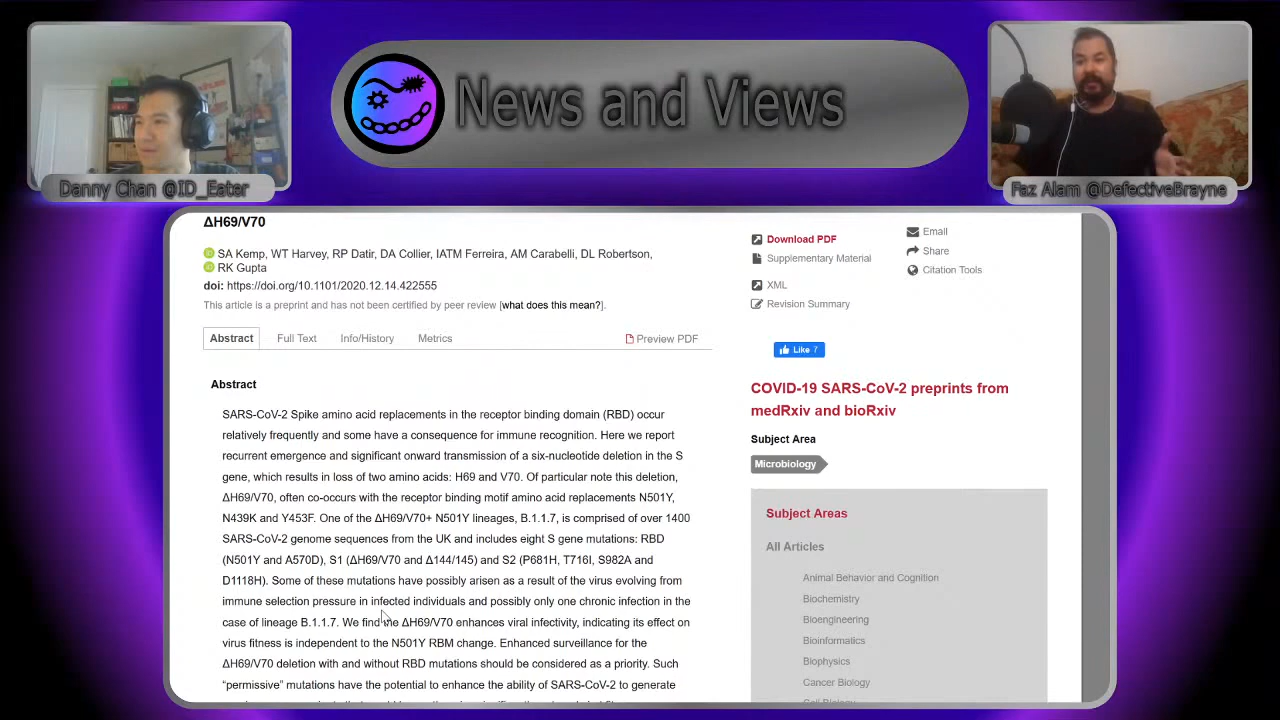 News and Views
Danny Chan @ID_Eater
Faz Alam @DefectiveBrayne
ΔH69/V70
SA Kemp, WT Harvey, RP Datir, DA Collier, IATM Ferreira, AM Carabelli, DL Robertson,
RK Gupta
doi: https://doi.org/10.1101/2020.12.14.422555
This article is a preprint and has not been certified by peer review [what does this mean?].
Abstract Full Text Info/History Metrics Preview PDF
Abstract
SARS-CoV-2 Spike amino acid replacements in the receptor binding domain (RBD) occur
relatively frequently and some have a consequence for immune recognition. Here we report
recurrent emergence and significant onward transmission of a six-nucleotide deletion in the S
gene, which results in loss of two amino acids: H69 and V70. Of particular note this deletion,
ΔH69/V70, often co-occurs with the receptor binding motif amino acid replacements N501Y,
N439K and Y453F. One of the ΔH69/V70+ N501Y lineages, B.1.1.7, is comprised of over 1400
SARS-CoV-2 genome sequences from the UK and includes eight S gene mutations: RBD
(N501Y and A570D), S1 (ΔH69/V70 and Δ144/145) and S2 (P681H, T716I, S982A and
D1118H). Some of these mutations have possibly arisen as a result of the virus evolving from
immune selection pressure in infected individuals and possibly only one chronic infection in the
case of lineage B.1.1.7. We find the ΔH69/V70 enhances viral infectivity, indicating its effect on
virus fitness is independent to the N501Y RBM change. Enhanced surveillance for the
ΔH69/V70 deletion with and without RBD mutations should be considered as a priority. Such
“permissive” mutations have the potential to enhance the ability of SARS-CoV-2 to generate
Download PDF
Supplementary Material
XML
Revision Summary
Email
Share
Citation Tools
Like 7
COVID-19 SARS-CoV-2 preprints from
medRxiv and bioRxiv
Subject Area
Microbiology
Subject Areas
All Articles
Animal Behavior and Cognition
Biochemistry
Bioengineering
Bioinformatics
Biophysics
Cancer Biology